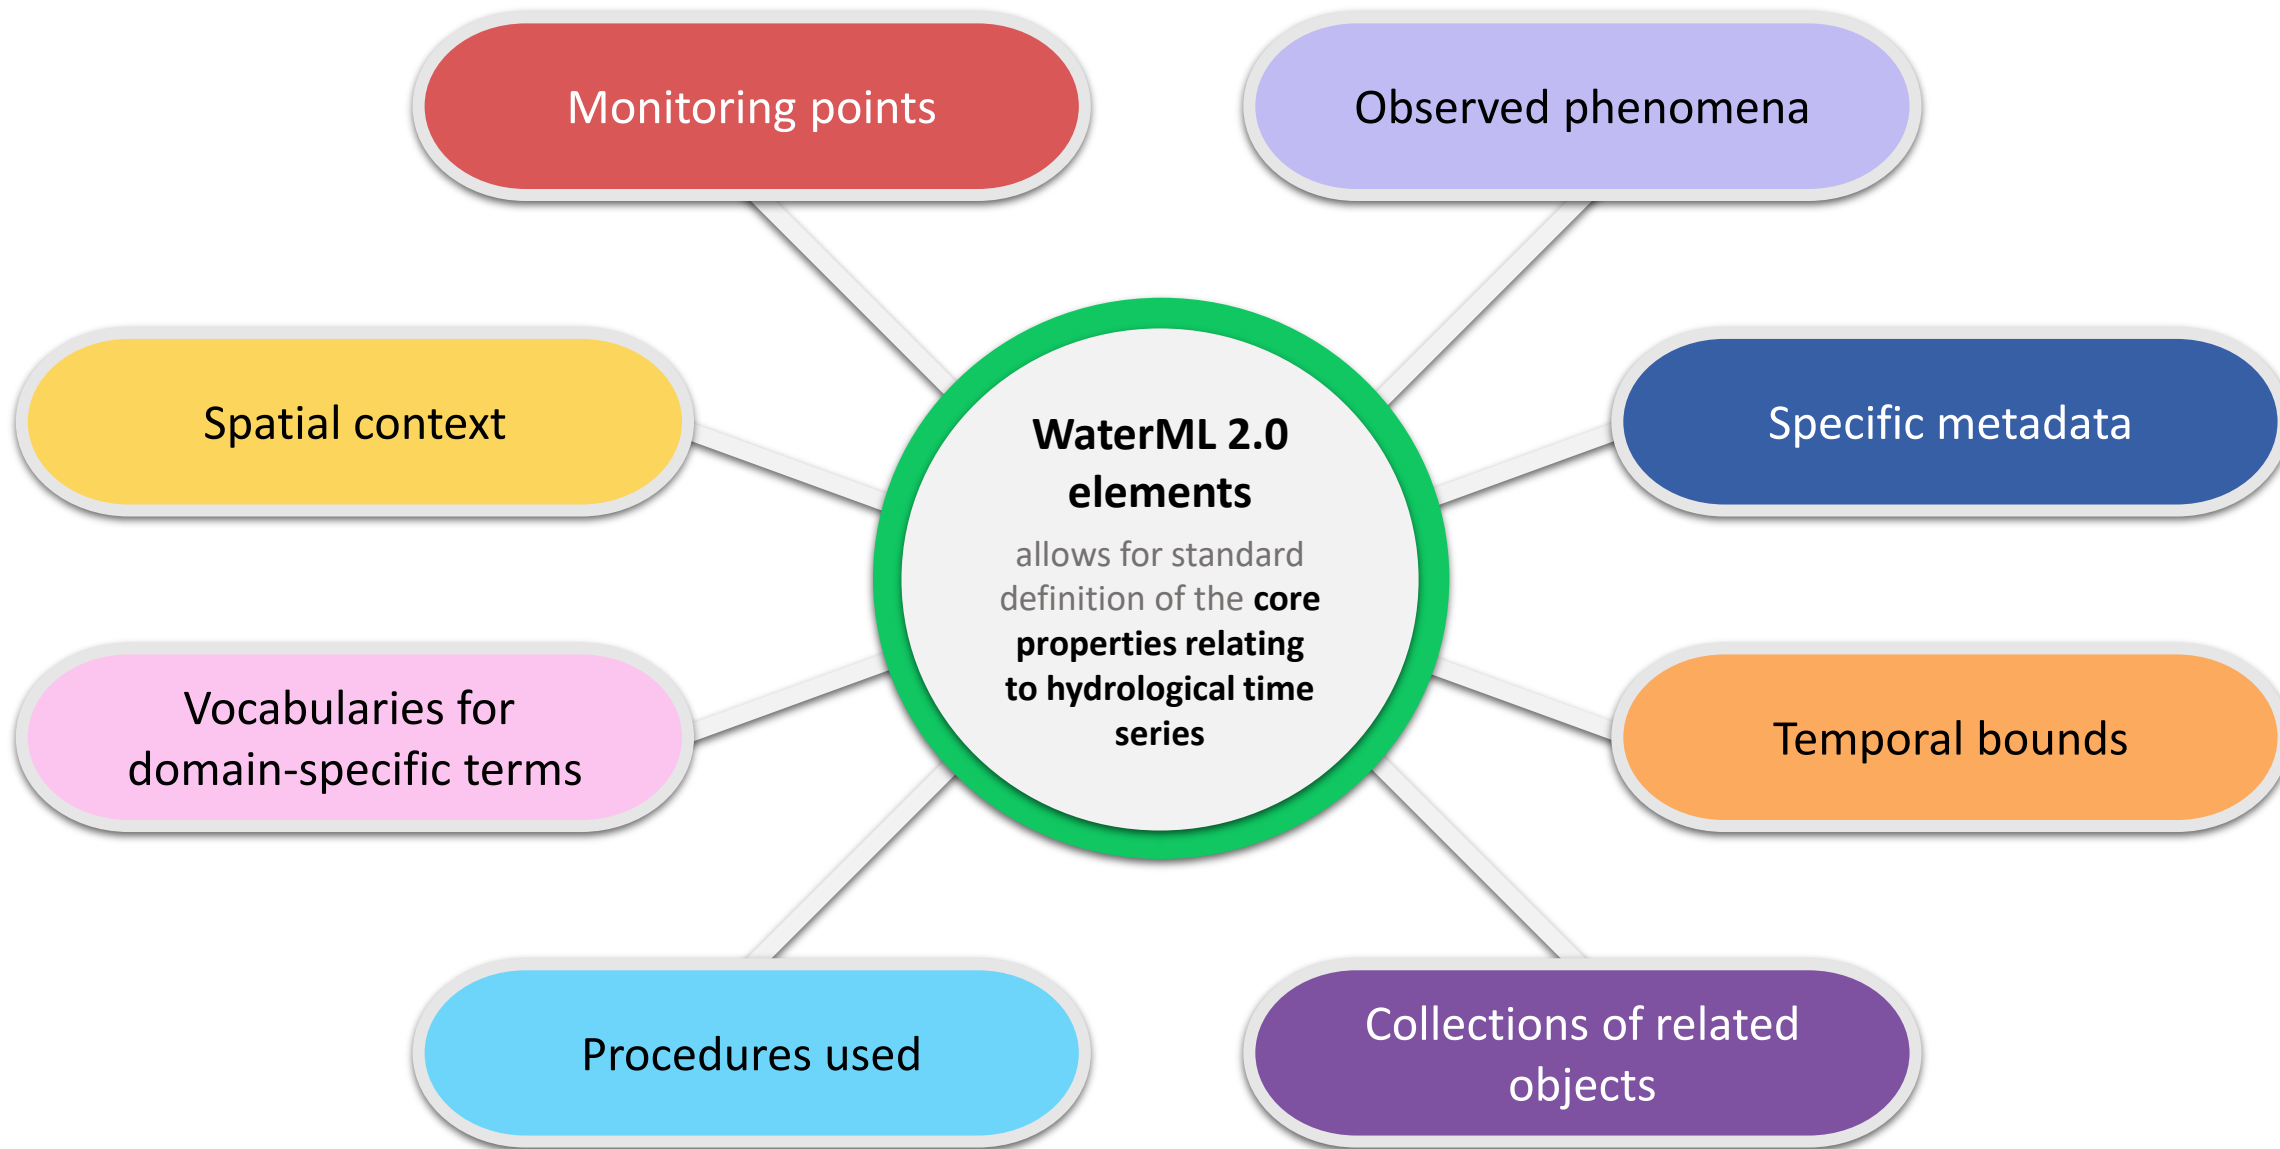 Monitoring points
Observed phenomena
Spatial context
Specific metadata
WaterML 2.0
elements
allows for standard
definition of the core
properties relating
to hydrological time
series
Vocabularies for
domain-specific terms
Temporal bounds
Procedures used
Collections of related
objects